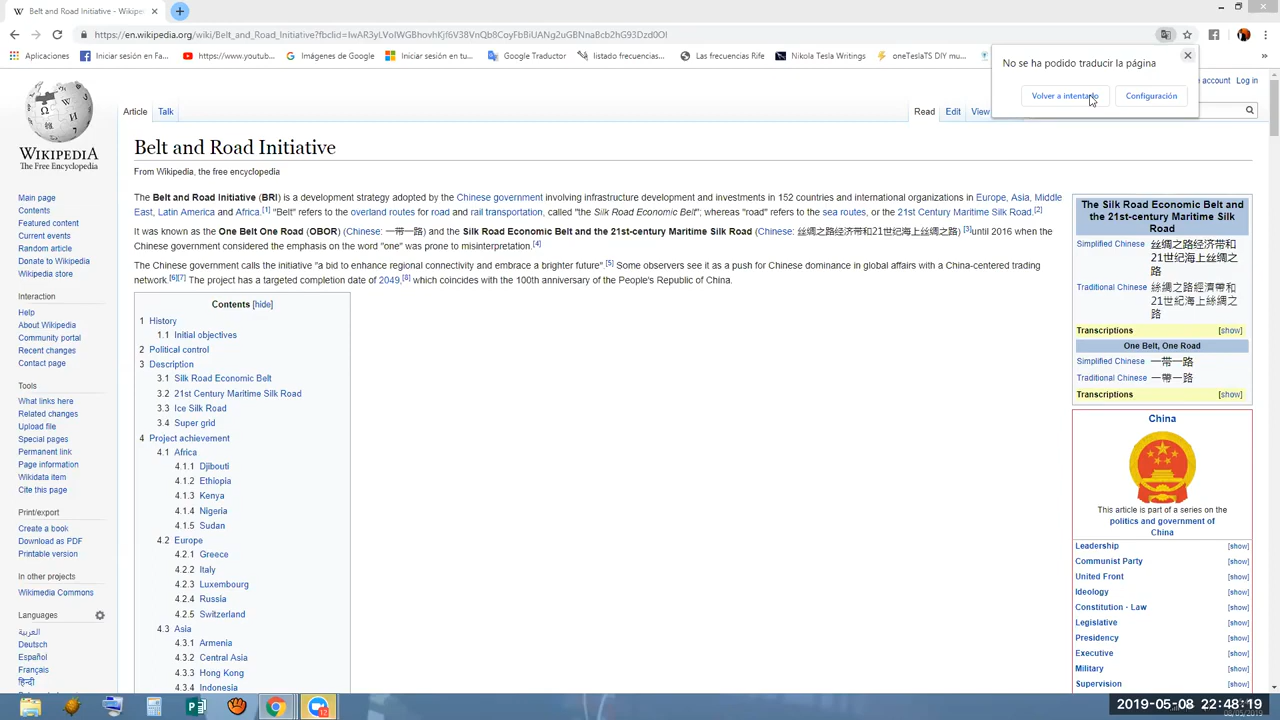 Belt and Road Initiative - Wikipe
https://en.wikipedia.org/wiki/Belt_and_Road_Initiative?fbclid=IwAR3yLVoIWGBhovhKjf6V38VnQb8CoyFbBiUANg2uGBNnaBcb2hG93Dzd0OI
Aplicaciones
Iniciar sesión en Fa...
https://www.youtube...
Imágenes de Google
Iniciar sesión en su...
Google Traductor
listado frecuencias...
Las frecuencias Rife
Nikola Tesla Writings
oneTeslaTS DIY mu...
No se ha podido traducir la página
Volver a intentarlo
Configuración
account Log in
Article Talk
Read Edit View
WIKIPEDIA
The Free Encyclopedia
Main page
Contents
Featured content
Current events
Random article
Donate to Wikipedia
Wikipedia store
Interaction
Help
About Wikipedia
Community portal
Recent changes
Contact page
Tools
What links here
Related changes
Upload file
Special pages
Permanent link
Page information
Wikidata item
Cite this page
Print/export
Create a book
Download as PDF
Printable version
In other projects
Wikimedia Commons
Languages
العربية
Deutsch
Español
Français
हिन्दी
Belt and Road Initiative
From Wikipedia, the free encyclopedia
The Belt and Road Initiative (BRI) is a development strategy adopted by the Chinese government involving infrastructure development and investments in 152 countries and international organizations in Europe, Asia, Middle
East, Latin America and Africa.[1] "Belt" refers to the overland routes for road and rail transportation, called "the Silk Road Economic Belt"; whereas "road" refers to the sea routes, or the 21st Century Maritime Silk Road.[2]
It was known as the One Belt One Road (OBOR) (Chinese: 一带一路) and the Silk Road Economic Belt and the 21st-century Maritime Silk Road (Chinese: 丝绸之路经济带和21世纪海上丝绸之路) [3]until 2016 when the
Chinese government considered the emphasis on the word "one" was prone to misinterpretation.[4]
The Chinese government calls the initiative "a bid to enhance regional connectivity and embrace a brighter future".[5] Some observers see it as a push for Chinese dominance in global affairs with a China-centered trading
network.[6][7] The project has a targeted completion date of 2049,[8] which coincides with the 100th anniversary of the People's Republic of China.
Contents [hide]
1 History
1.1 Initial objectives
2 Political control
3 Description
3.1 Silk Road Economic Belt
3.2 21st Century Maritime Silk Road
3.3 Ice Silk Road
3.4 Super grid
4 Project achievement
4.1 Africa
4.1.1 Djibouti
4.1.2 Ethiopia
4.1.3 Kenya
4.1.4 Nigeria
4.1.5 Sudan
4.2 Europe
4.2.1 Greece
4.2.2 Italy
4.2.3 Luxembourg
4.2.4 Russia
4.2.5 Switzerland
4.3 Asia
4.3.1 Armenia
4.3.2 Central Asia
4.3.3 Hong Kong
4.3.4 Indonesia
The Silk Road Economic Belt and
the 21st-century Maritime Silk
Road
Simplified Chinese 丝绸之路经济带和
21世纪海上丝绸之
路
Traditional Chinese 絲綢之路經濟帶和
21世纪海上絲綢之
路
Transcriptions [show]
One Belt, One Road
Simplified Chinese 一带一路
Traditional Chinese 一帶一路
Transcriptions [show]
China
This article is part of a series on the
politics and government of
China
Leadership [show]
Communist Party [show]
United Front [show]
Ideology [show]
Constitution · Law [show]
Legislative [show]
Presidency [show]
Executive [show]
Military [show]
Supervision [show]
2019-05-08 22:48:19